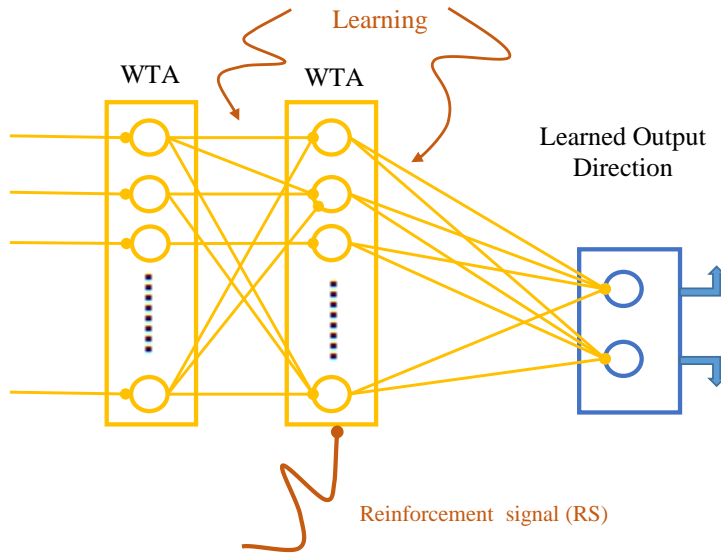 Learning
WTA
WTA
Learned Output
Direction
Reinforcement signal (RS)